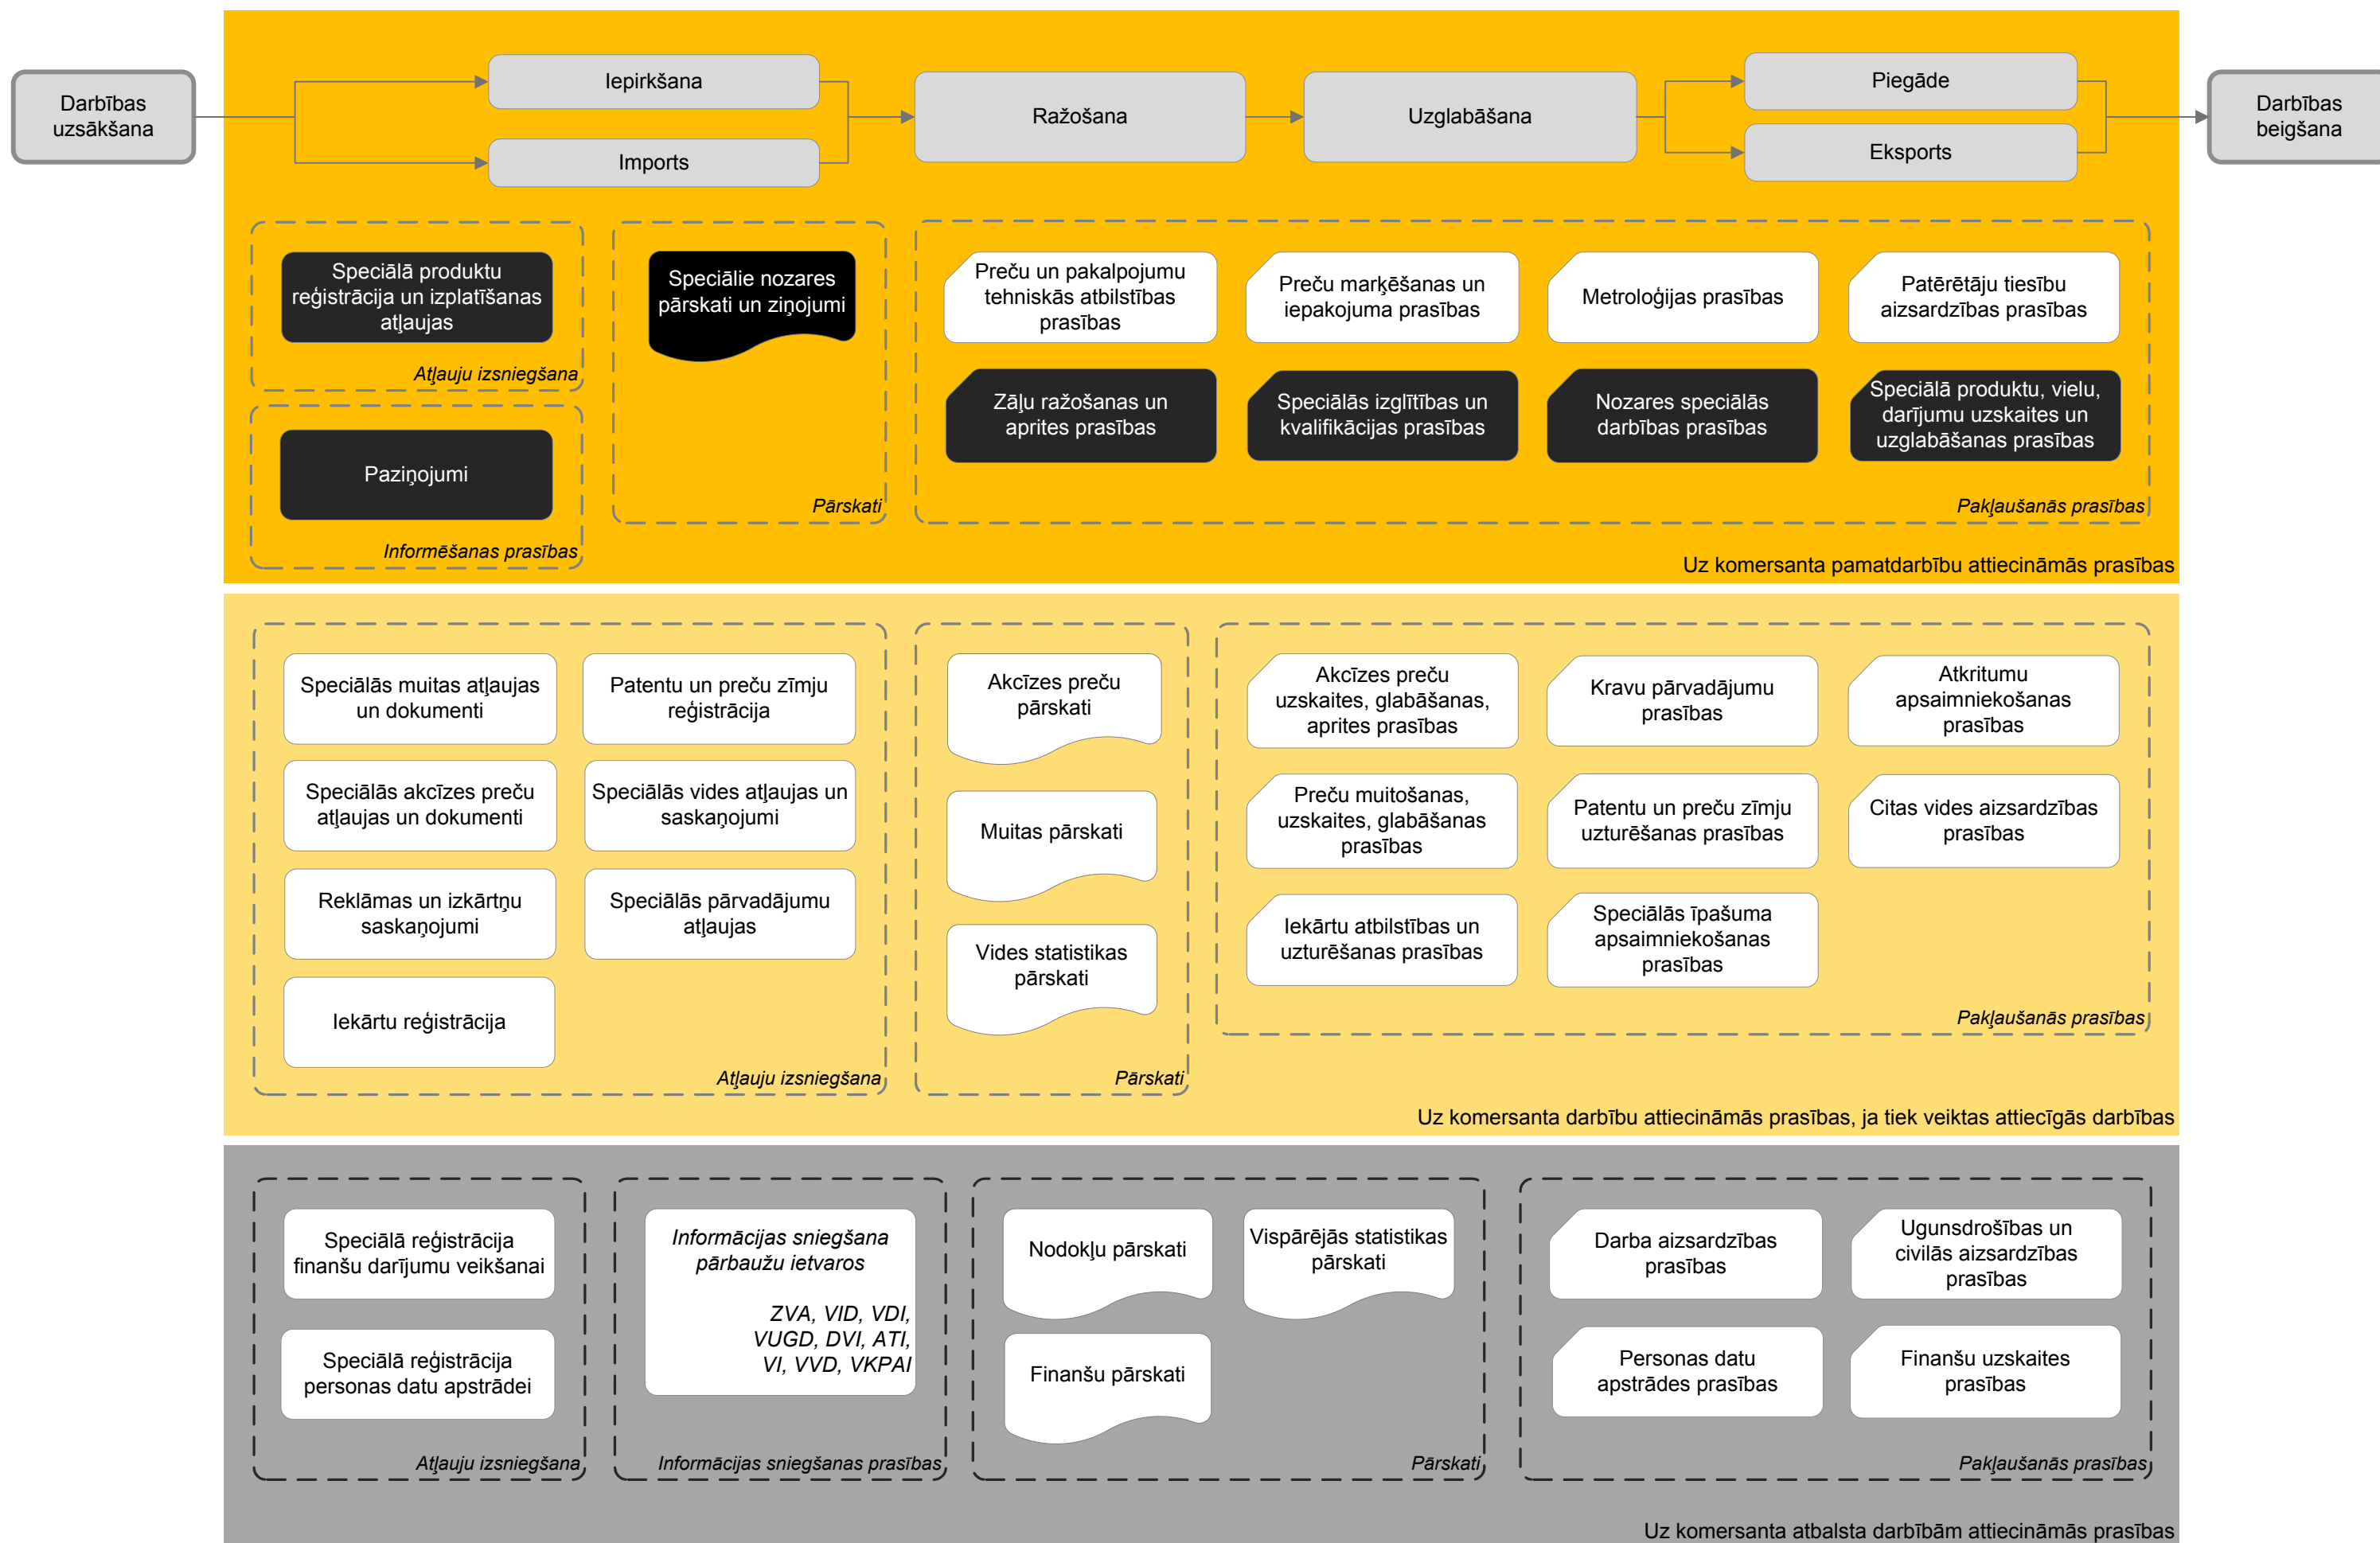 Darbības
uzsākšana
Iepirkšana
Imports
Ražošana
Uzglabāšana
Piegāde
Eksports
Darbības
beigšana
Speciālā produktu
reģistrācija un izplatīšanas
atļaujas
Atļauju izsniegšana
Paziņojumi
Informēšanas prasības
Speciālie nozares
pārskati un ziņojumi
Pārskati
Preču un pakalpojumu
tehniskās atbilstības
prasības
Preču marķēšanas un
iepakojuma prasības
Metroloģijas prasības
Patērētāju tiesību
aizsardzības prasības
Zāļu ražošanas un
aprites prasības
Speciālās izglītības un
kvalifikācijas prasības
Nozares speciālās
darbības prasības
Speciālā produktu, vielu,
darījumu uzskaites un
uzglabāšanas prasības
Pakļaušanās prasības
Uz komersanta pamatdarbību attiecināmās prasības
Speciālās muitas atļaujas
un dokumenti
Patentu un preču zīmju
reģistrācija
Speciālās akcīzes preču
atļaujas un dokumenti
Speciālās vides atļaujas un
saskaņojumi
Reklāmas un izkārtņu
saskaņojumi
Speciālās pārvadājumu
atļaujas
Iekārtu reģistrācija
Atļauju izsniegšana
Akcīzes preču
pārskati
Muitas pārskati
Vides statistikas
pārskati
Pārskati
Akcīzes preču
uzskaites, glabāšanas,
aprites prasības
Kravu pārvadājumu
prasības
Atkritumu
apsaimniekošanas
prasības
Preču muitošanas,
uzskaites, glabāšanas
prasības
Patentu un preču zīmju
uzturēšanas prasības
Citas vides aizsardzības
prasības
Iekārtu atbilstības un
uzturēšanas prasības
Speciālās īpašuma
apsaimniekošanas
prasības
Pakļaušanās prasības
Uz komersanta darbību attiecināmās prasības, ja tiek veiktas attiecīgās darbības
Speciālā reģistrācija
finanšu darījumu veikšanai
Speciālā reģistrācija
personas datu apstrādei
Atļauju izsniegšana
Informācijas sniegšana
pārbaužu ietvaros
ZVA, VID, VDI,
VUGD, DVI, ATI,
VI, VVD, VKPAI
Informācijas sniegšanas prasības
Nodokļu pārskati
Vispārējās statistikas
pārskati
Finanšu pārskati
Pārskati
Darba aizsardzības
prasības
Ugunsdrošības un
civilās aizsardzības
prasības
Personas datu
apstrādes prasības
Finanšu uzskaites
prasības
Pakļaušanās prasības
Uz komersanta atbalsta darbībām attiecināmās prasības